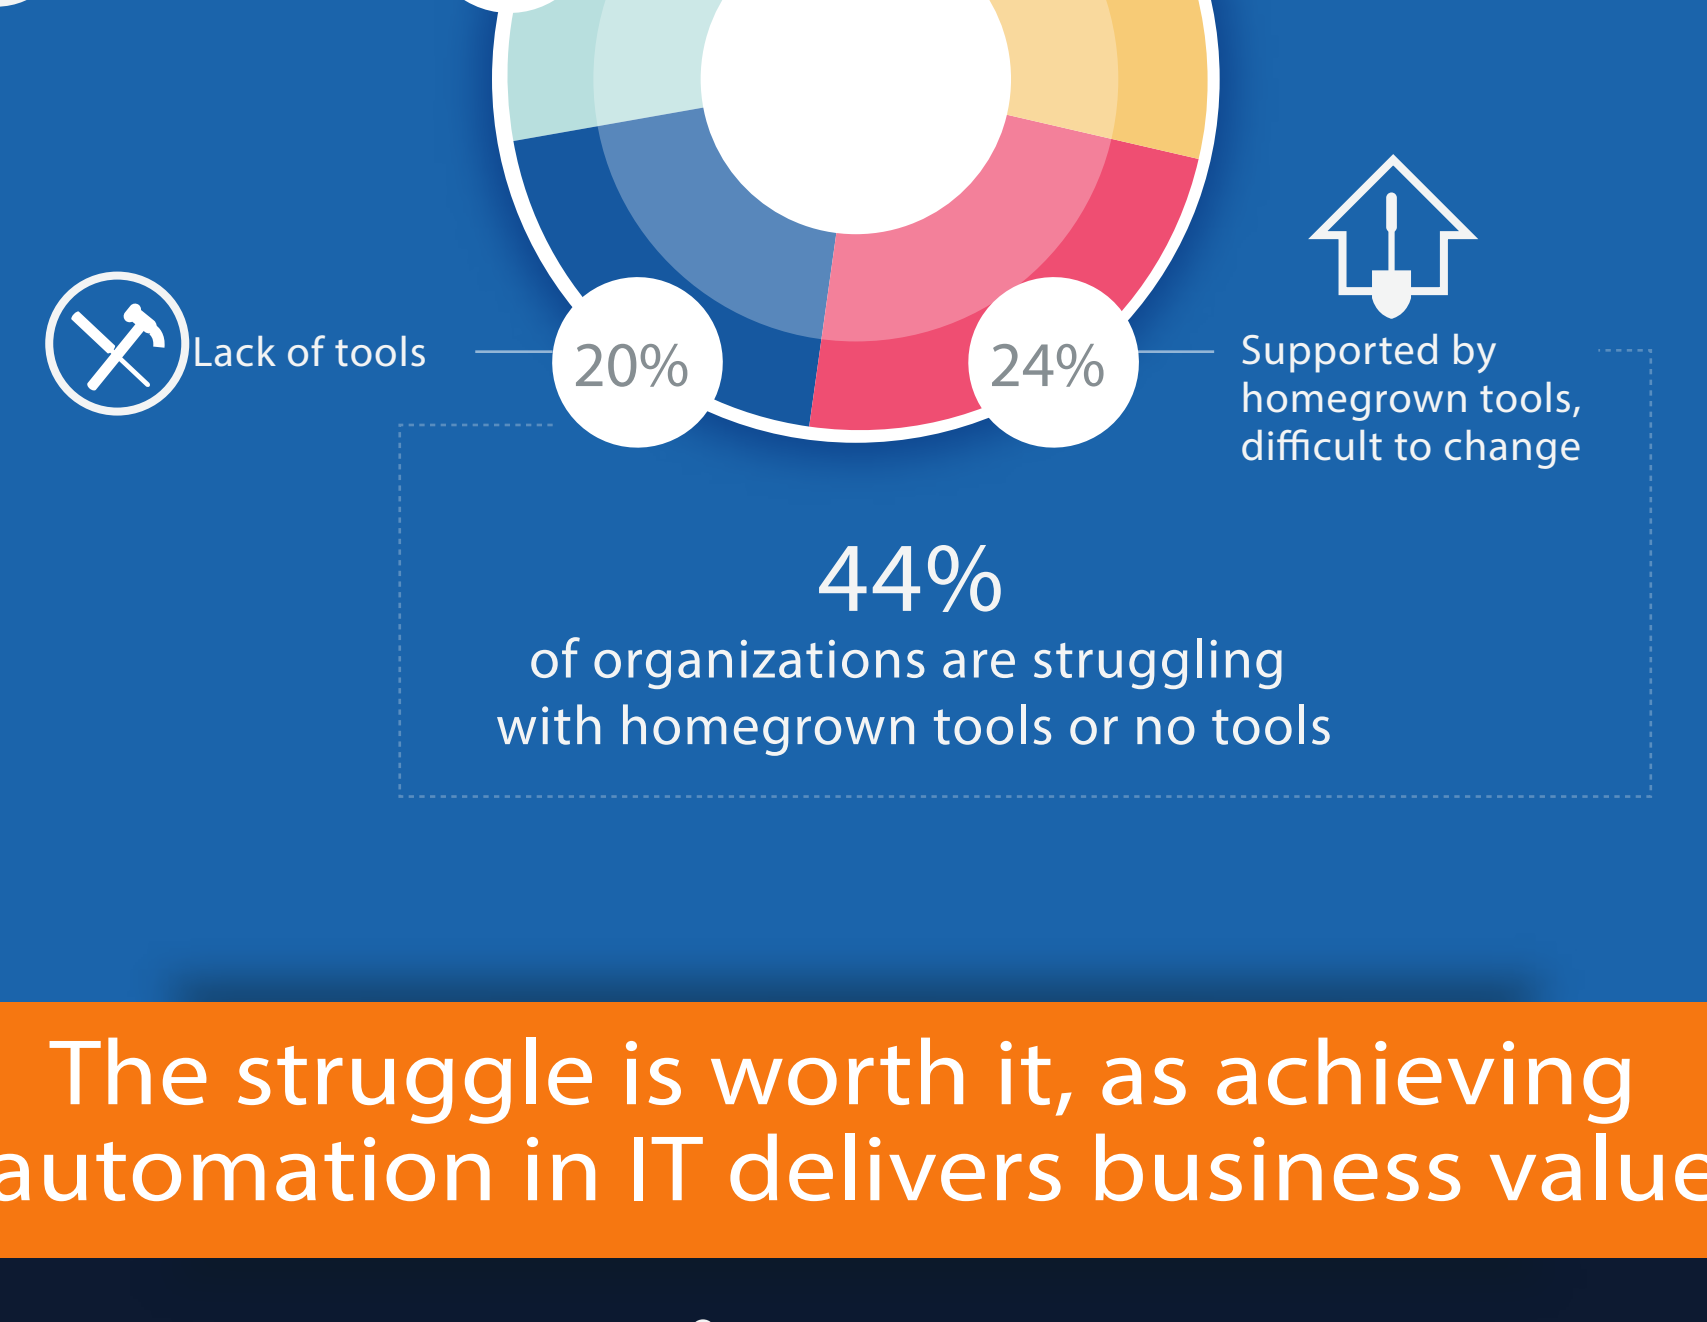 Lack of tools
20%
24%
Supported by
homegrown tools,
difficult to change
44%
of organizations are struggling
with homegrown tools or no tools
The struggle is worth it, as achieving
automation in IT delivers business value